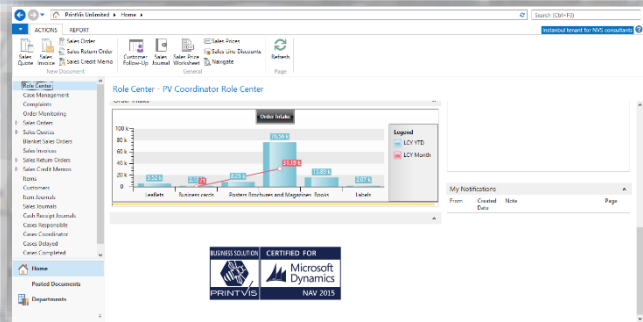 PrintVis Unlimited ▸ Home ▸
Search (Ctrl+F3)
ACTIONS REPORT
Instanbul tenant for NVS consultants
Sales Quote
Sales Invoice
Sales Order
Sales Return Order
Sales Credit Memo
Customer Follow-Up
Sales Journal
Sales Price Worksheet
Sales Prices
Sales Line Discounts
Navigate
Refresh
New Document
General
Page
Role Center
Case Management
Complaints
Order Monitoring
Sales Orders
Sales Quotes
Blanket Sales Orders
Sales Invoices
Sales Return Orders
Sales Credit Memos
Items
Customers
Item Journals
Sales Journals
Cash Receipt Journals
Cases Responsible
Cases Coordinator
Cases Delayed
Cases Completed
Home
Posted Documents
Departments
Role Center - PV Coordinator Role Center
Order Intake
Order Intake
100 k
80 k
60 k
40 k
20 k
0
Leaflets
Business cards
Posters
Brochures and Magazines
Books
Labels
Legend
LCY YTD
LCY Month
My Notifications
From
Created Date
Note
Page
BUSINESS SOLUTION
PRINTVIS
CERTIFIED FOR
Microsoft
Dynamics
NAV 2015